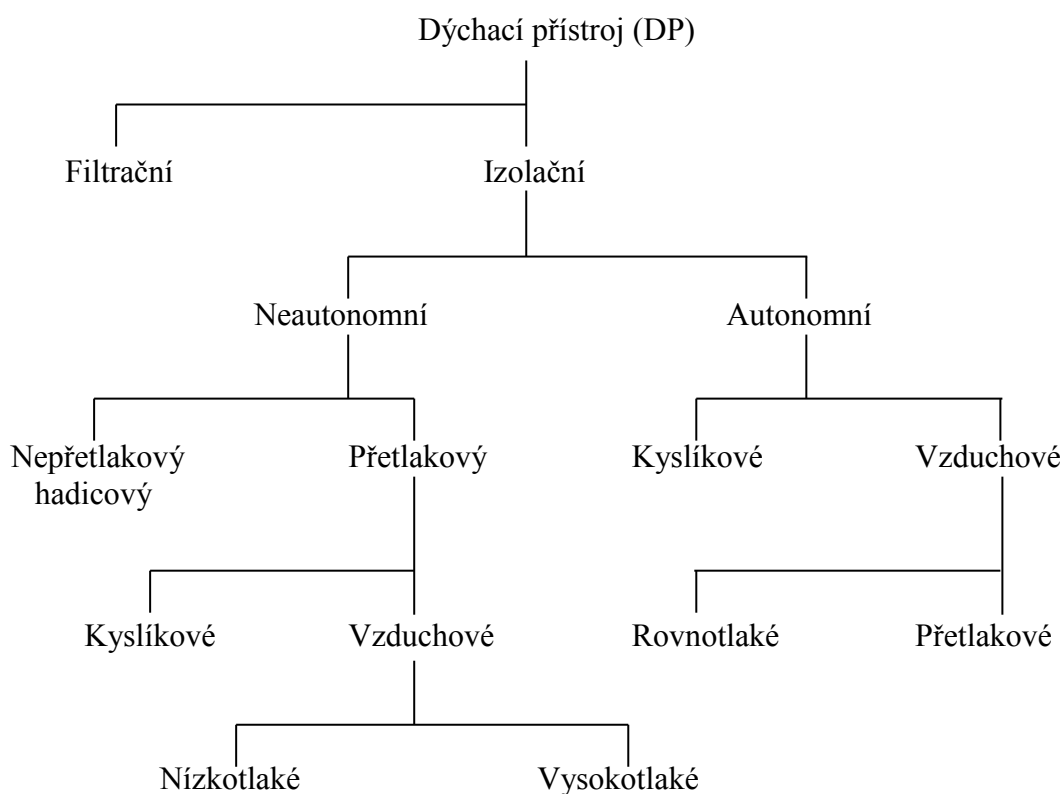 Dýchací přístroj (DP)
Filtrační
Izolační
Neautonomní
Autonomní
Nepřetlakový
hadicový
Přetlakový
Kyslíkové
Vzduchové
Kyslíkové
Vzduchové
Rovnotlaké
Přetlakové
Nízkotlaké
Vysokotlaké